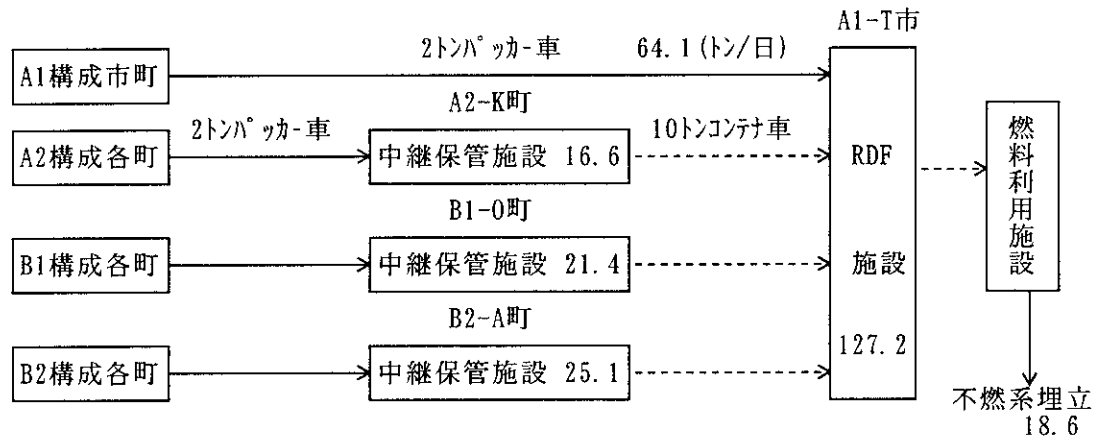 A1-T市
2トンパッカー車 64.1(トン/日)
A1構成市町
A2-K町
2トンパッカー車 10トンコンテナ車
A2構成各町 中継保管施設 16.6 RDF
B1-O町
B1構成各町 中継保管施設 21.4 施設
B2-A町
127.2
B2構成各町 中継保管施設 25.1
燃料利用施設
不燃系埋立
18.6